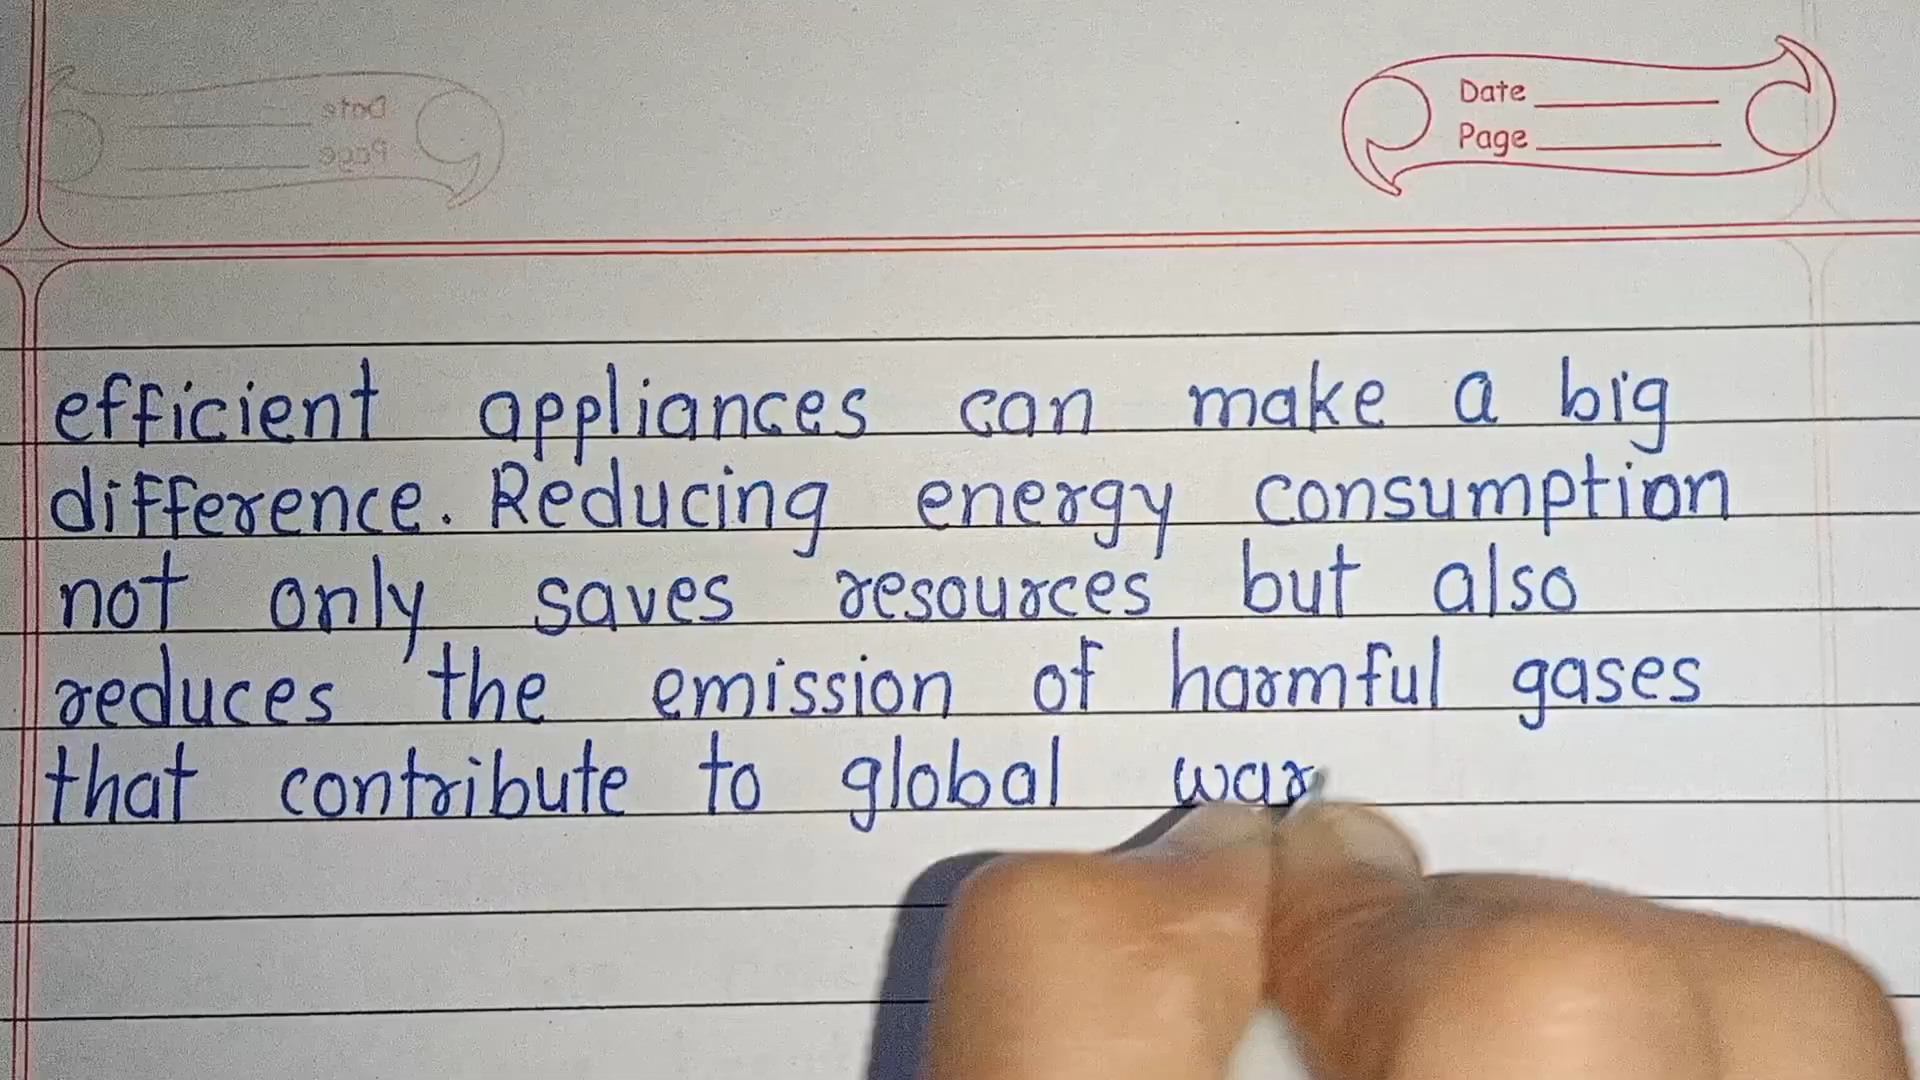 Date
Page
efficient appliances can make a big
difference. Reducing energy consumption
not only saves resources but also
reduces the emission of harmful gases
that contribute to global war